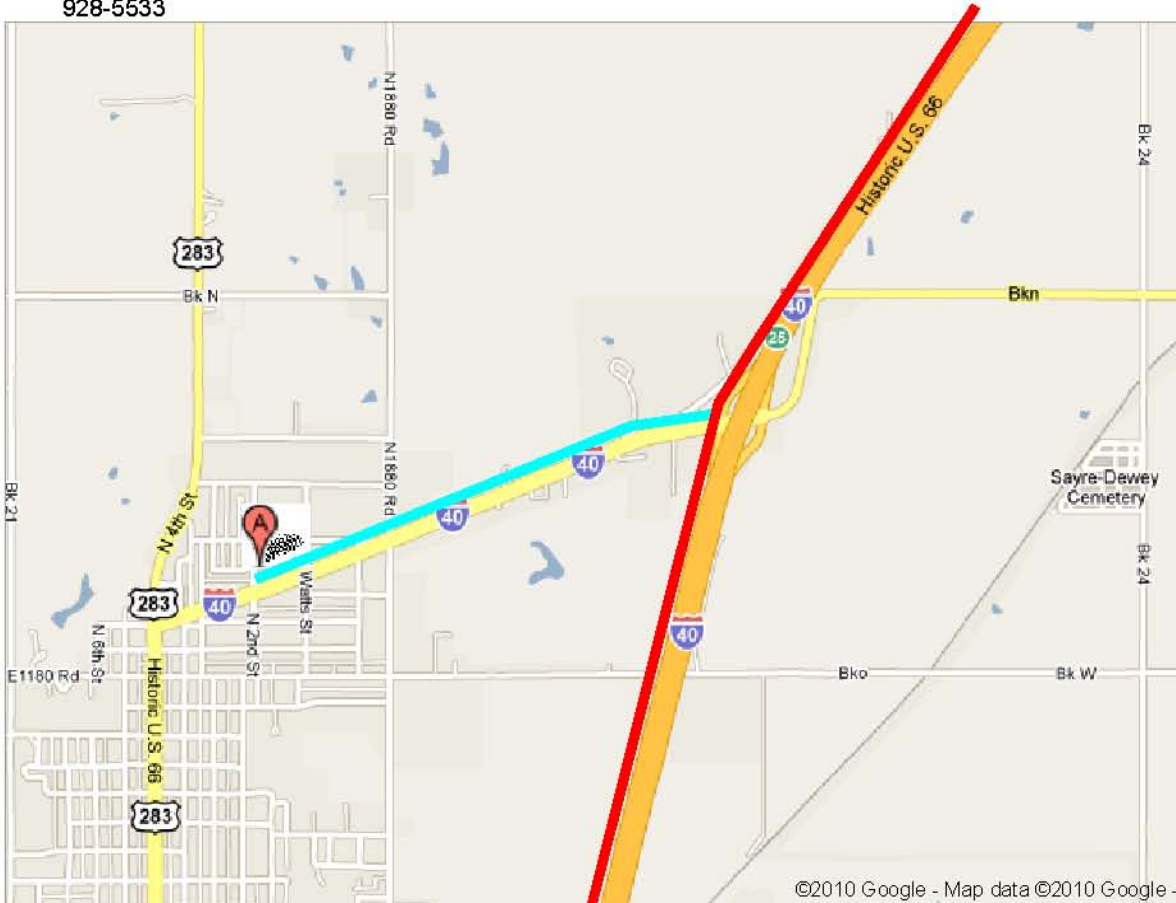 928-5533
N1880 Rd
Historic U.S. 66
Bk 24
283
Bk N
40
Bkn
25
N1880 Rd
40
Sayre-Dewey
Cemetery
Bk 21
N 4th St
A
40
Bk 24
283
40
Watts St
N 2nd St
N 6th St
40
E1180 Rd
Bko
Bk W
Historic U.S. 66
283
©2010 Google - Map data ©2010 Google -